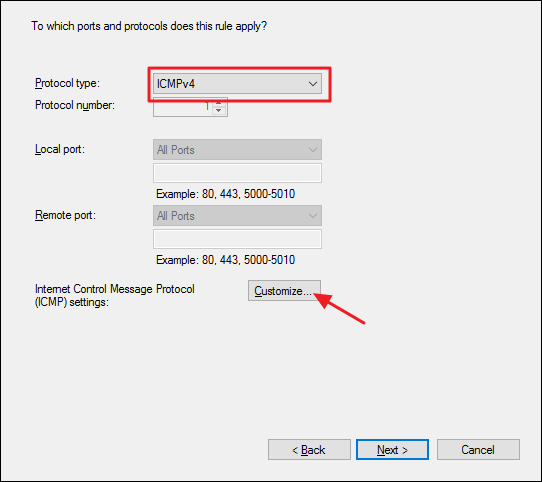 To which ports and protocols does this rule apply?
Protocol type: ICMPv4
Protocol number: 1
Local port: All Ports
Example: 80, 443, 5000-5010
Remote port: All Ports
Example: 80, 443, 5000-5010
Internet Control Message Protocol
(ICMP) settings:
Customize...
< Back
Next >
Cancel